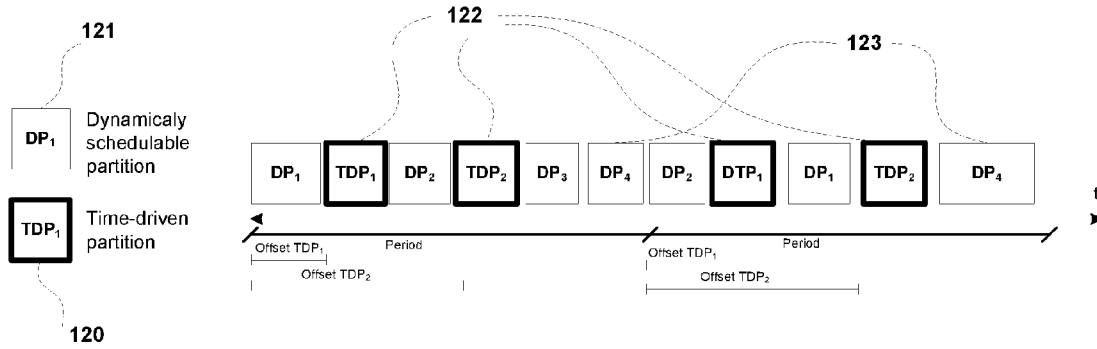 121
122
123
DP1
Dynamicaly
schedulable
partition
DP1
TDP1
DP2
TDP2
DP3
DP4
DP2
DTP1
DP1
TDP2
DP4
TDP1
Time-driven
partition
t
Period
Period
Offset TDP1
Offset TDP1
Offset TDP2
Offset TDP2
120